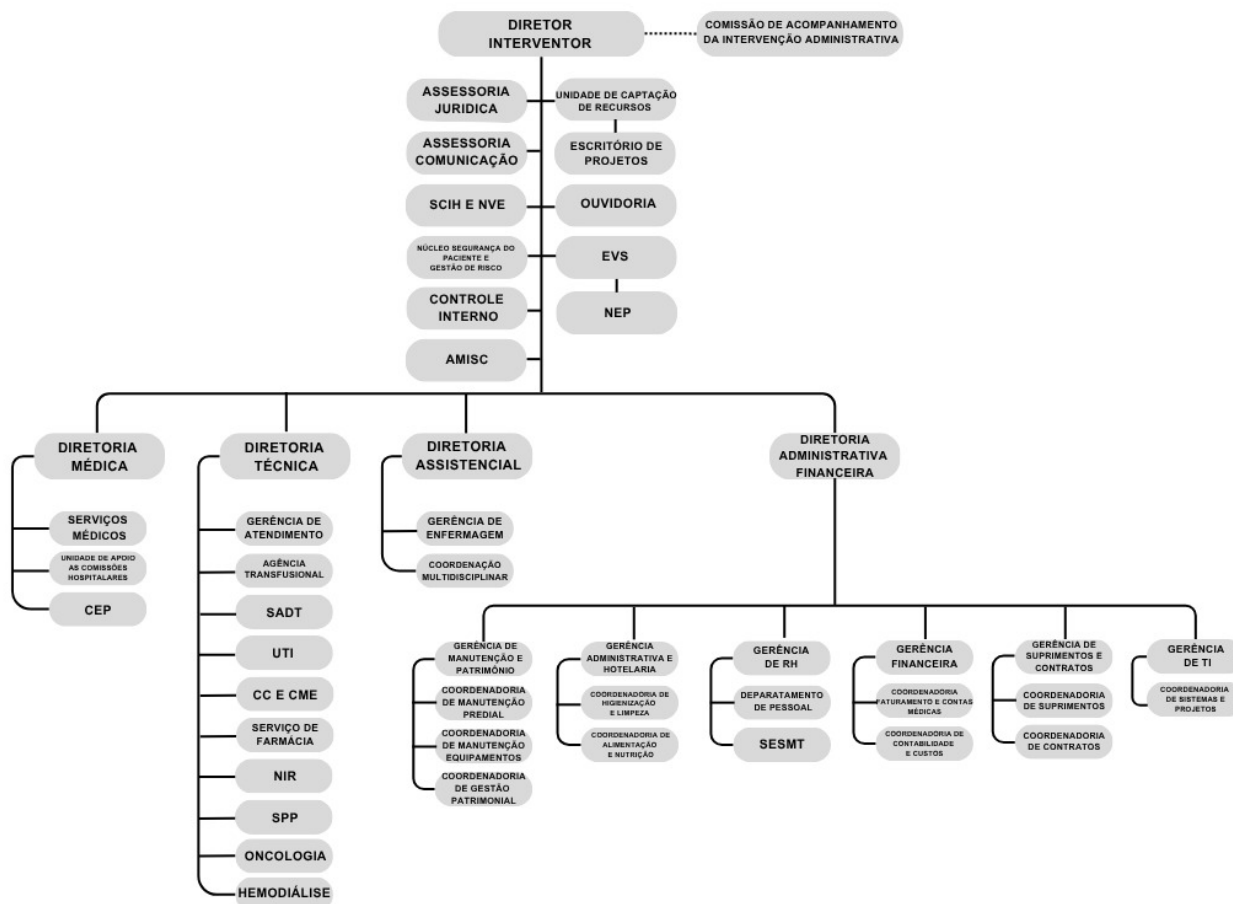 DIRETOR
INTERVENTOR
COMISSÃO DE ACOMPANHAMENTO
DA INTERVENÇÃO ADMINISTRATIVA
ASSESSORIA
JURIDICA
UNIDADE DE CAPTAÇÃO
DE RECURSOS
ASSESSORIA
COMUNICAÇÃO
ESCRITÓRIO DE
PROJETOS
SCIH E NVE
OUVIDORIA
NÚCLEO SEGURANÇA DO
PACIENTE E
GESTÃO DE RISCO
EVS
CONTROLE
INTERNO
NEP
AMISC
DIRETORIA
MÉDICA
SERVIÇOS
MÉDICOS
UNIDADE DE APOIO
AS COMISSÕES
HOSPITALARES
CEP
DIRETORIA
TÉCNICA
GERÊNCIA DE
ATENDIMENTO
AGÊNCIA
TRANSFUSIONAL
SADT
UTI
CC E CME
SERVIÇO DE
FARMÁCIA
NIR
SPP
ONCOLOGIA
HEMODIÁLISE
DIRETORIA
ASSISTENCIAL
GERÊNCIA DE
ENFERMAGEM
COORDENAÇÃO
MULTIDISCIPLINAR
DIRETORIA
ADMINISTRATIVA
FINANCEIRA
GERÊNCIA DE
MANUTENÇÃO E
PATRIMÔNIO
COORDENADORIA
DE MANUTENÇÃO
PREDIAL
COORDENADORIA
DE MANUTENÇÃO
EQUIPAMENTOS
COORDENADORIA
DE GESTÃO
PATRIMONIAL
GERÊNCIA
ADMINISTRATIVA E
HOTELARIA
COORDENADORIA DE
HIGIENIZAÇÃO
E LIMPEZA
COORDENADORIA DE
ALIMENTAÇÃO
E NUTRIÇÃO
GERÊNCIA
DE RH
DEPARATAMENTO
DE PESSOAL
SESMT
GERÊNCIA
FINANCEIRA
COORDENADORIA
FATURAMENTO E CONTAS
MÉDICAS
COORDENADORIA DE
CONTABILIDADE
E CUSTOS
GERÊNCIA DE
SUPRIMENTOS E
CONTRATOS
COORDENADORIA
DE SUPRIMENTOS
COORDENADORIA
DE CONTRATOS
GERÊNCIA
DE TI
COORDENADORIA
DE SISTEMAS E
PROJETOS